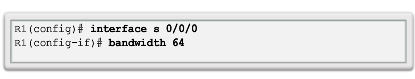 R1(config)# interface s 0/0/0
R1(config-if)# bandwidth 64